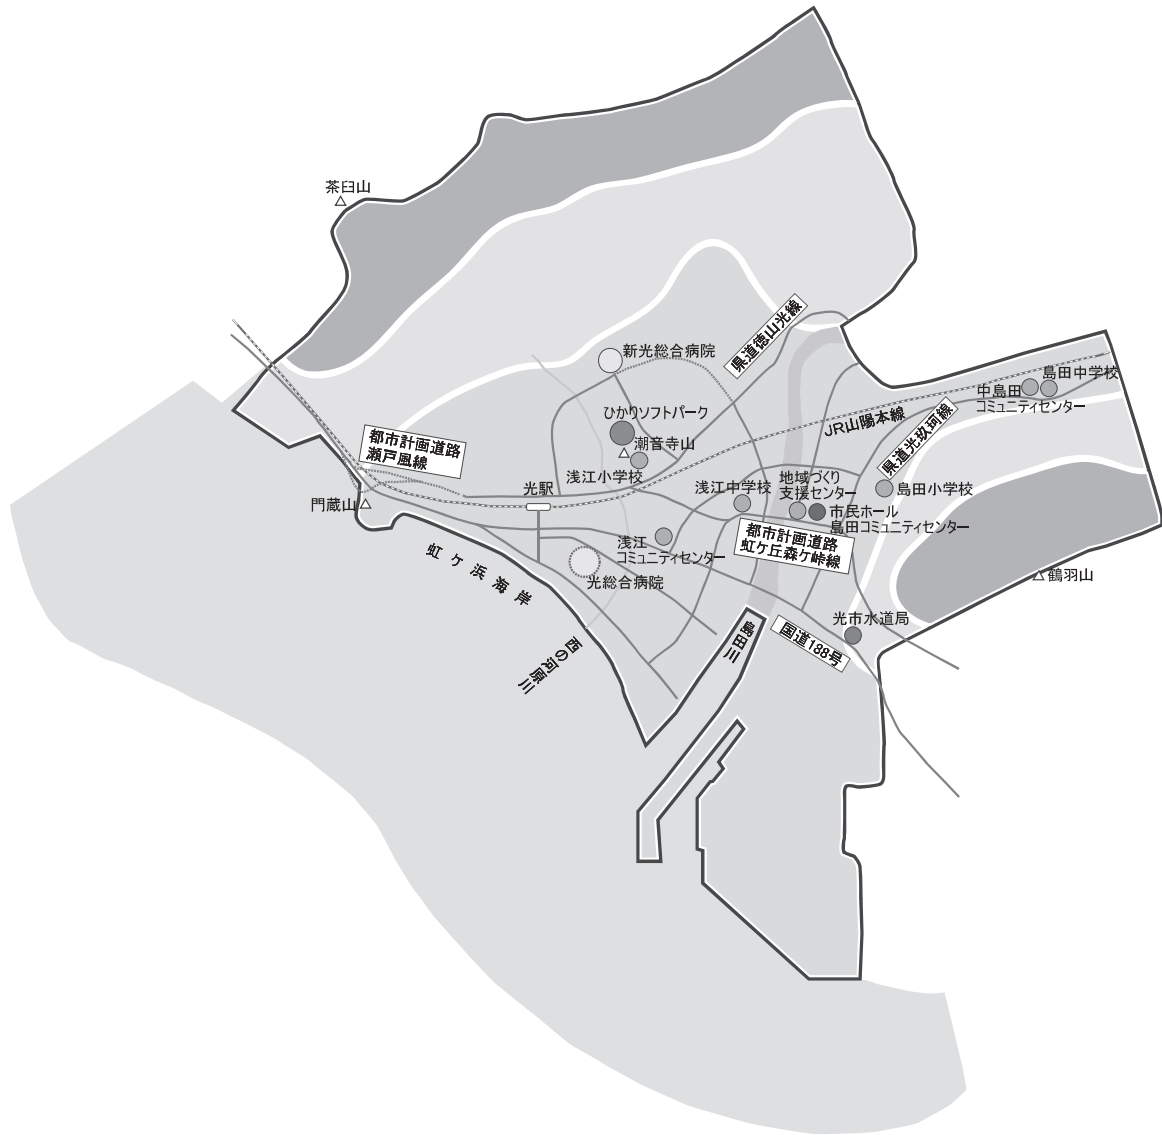 茶臼山
県道徳山光線
新光総合病院
島田中学校
中島田
コミュニティセンター
ひかりソフトパーク
JR山陽本線
県道光玖珂線
都市計画道路
瀬戸風線
潮音寺山
浅江小学校
光駅
浅江中学校
地域づくり
支援センター
島田小学校
門蔵山
市民ホール
島田コミュニティセンター
都市計画道路
虹ケ丘森ケ峠線
浅江
コミュニティセンター
虹ケ浜海岸
光総合病院
鶴羽山
光市水道局
島田川
国道188号
西の河原川